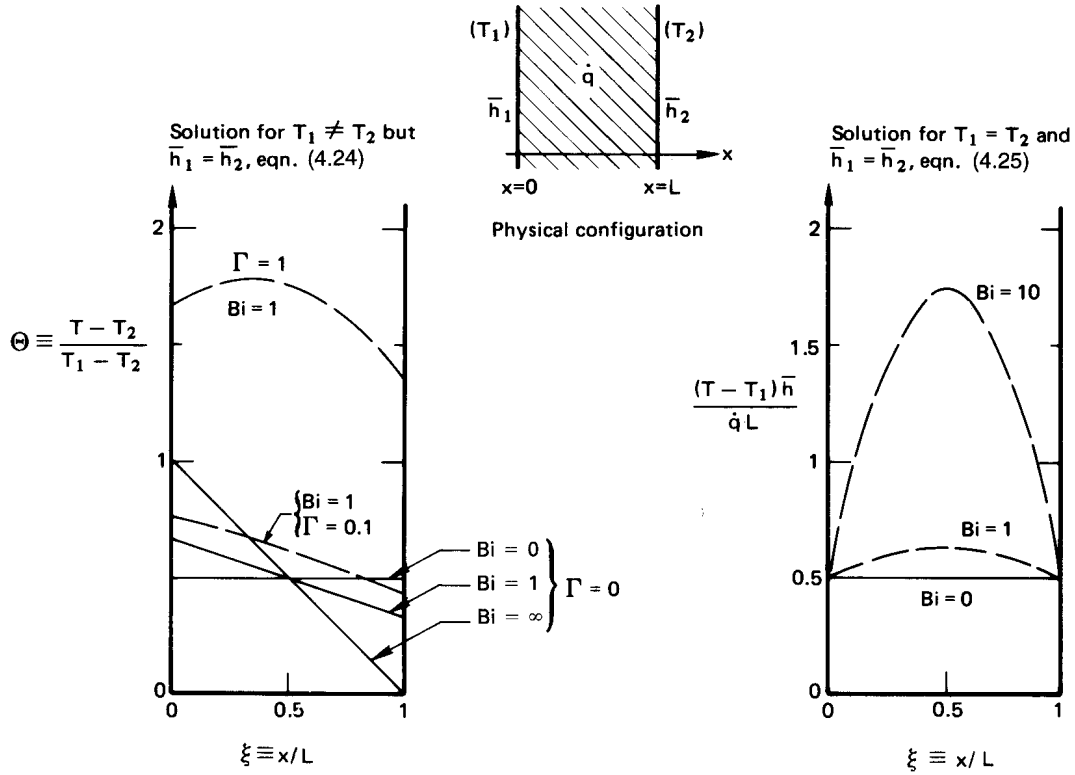 (T₁)
(T₂)
q̇
h̅₁
h̅₂
x
x=0
x=L
Physical configuration
Solution for T₁ ≠ T₂ but
h̅₁ = h̅₂, eqn. (4.24)
2
Γ = 1
Bi = 1
Θ ≡ T − T₂
T₁ − T₂
1
Bi = 1
Γ = 0.1
Bi = 0
Bi = 1
Bi = ∞
Γ = 0
0
0
0.5
1
ξ ≡ x/L
Solution for T₁ = T₂ and
h̅₁ = h̅₂, eqn. (4.25)
2
Bi = 10
1.5
(T − T₁) h̅
q̇ L
1
Bi = 1
0.5
Bi = 0
0
0
0.5
1
ξ ≡ x/L